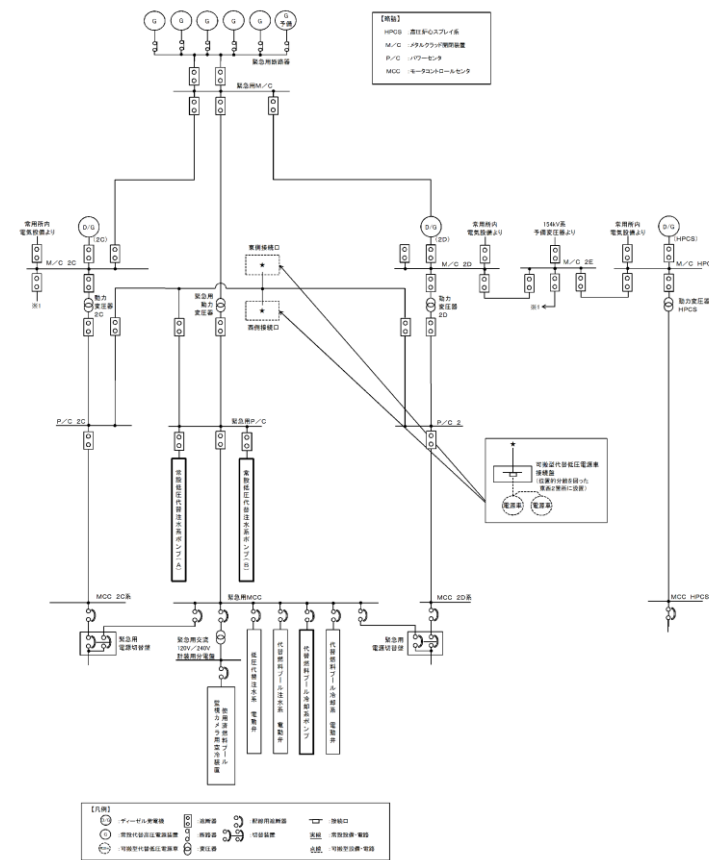 G
G
G
G
G
G
予備
緊急用断路器
緊急用M/C
【略語】
HPCS :高圧炉心スプレイ系
M/C :メタルクラッド開閉装置
P/C :パワーセンタ
MCC :モータコントロールセンタ
常用所内
電気設備より
D/G
(2C)
M/C 2C
※1
動力
変圧器
2C
東側接続口
★
緊急用
動力
変圧器
★
西側接続口
D/G
(2D)
M/C 2D
動力
変圧器
2D
常用所内
電気設備より
154kV系
予備変圧器より
M/C 2E
※1
常用所内
電気設備より
D/G
(HPCS)
M/C HPC
動力変圧器
HPCS
P/C 2C
緊急用P/C
P/C 2
常設低圧代替注水系ポンプ(A)
常設低圧代替注水系ポンプ(B)
★
可搬型代替低圧電源車
接続盤
(位置的分散を図った
東西2箇所に設置)
電源車
電源車
MCC 2C系
緊急用MCC
MCC 2D系
MCC HPCS
緊急用
電源切替盤
緊急用交流
120V/240V
計装用分電盤
緊急用
電源切替盤
使用済燃料プール
監視カメラ用空冷装置
低圧代替注水系 電動弁
代替燃料プール注水系 電動弁
代替燃料プール冷却系ポンプ
代替燃料プール冷却系 電動弁
【凡例】
D/G :ディーゼル発電機
:遮断器
:配線用遮断器
:接続口
G :常設代替高圧電源装置
:断路器
:切替装置
実線 :常設設備・電路
:可搬型代替低圧電源車
:変圧器
点線 :可搬型設備・電路